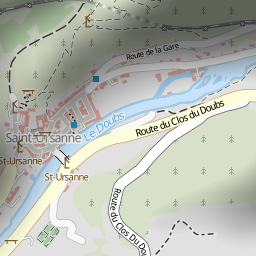 Route de la Gare
Le Doubs
Saint-Ursanne
Route du Clos du Doubs
St-Ursanne
St-Ursanne
Route du Clos Du Dou